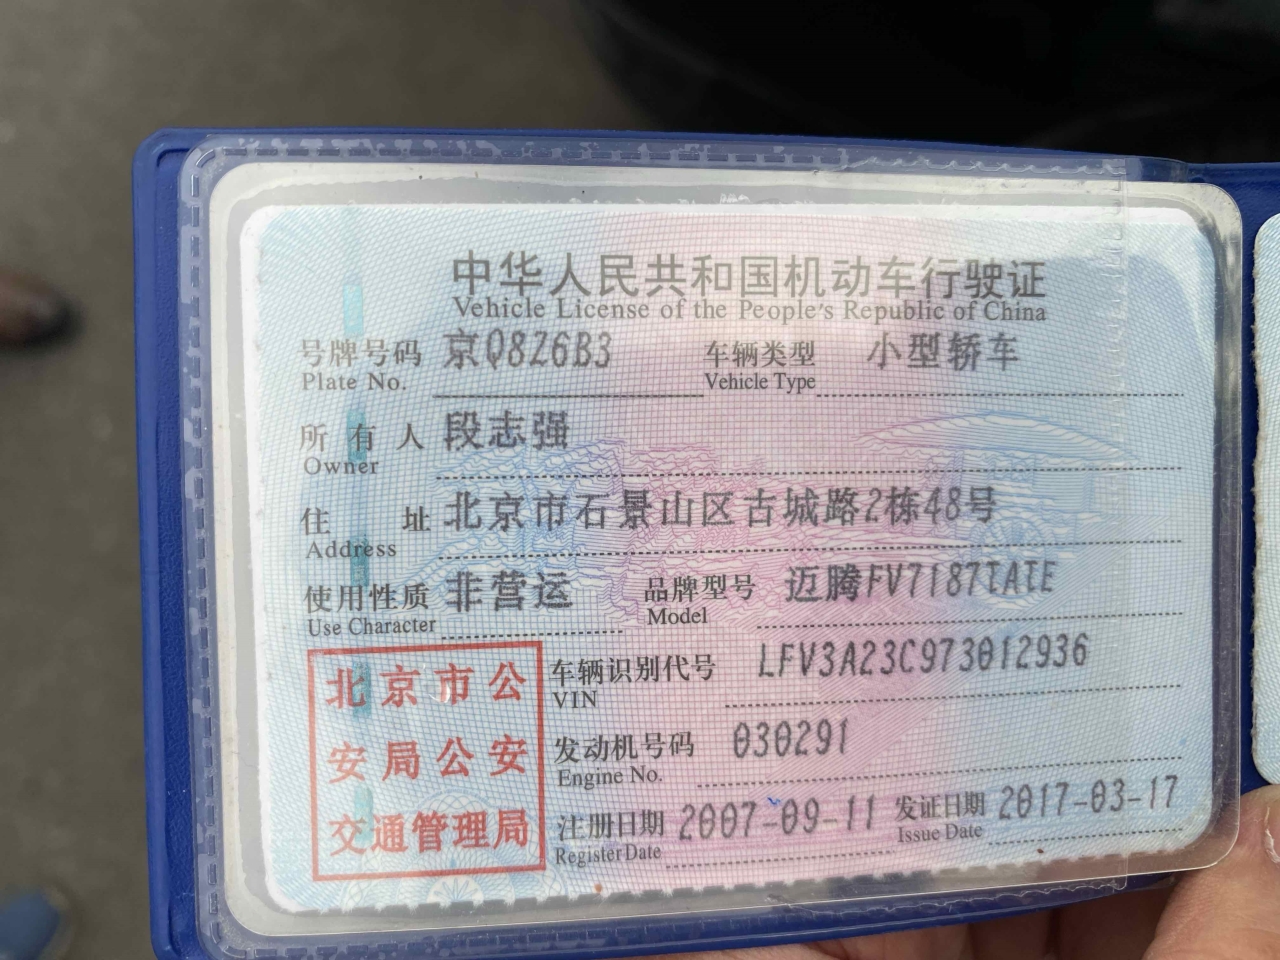 中华人民共和国机动车行驶证
Vehicle License of the People's Republic of China
号牌号码 京Q8Z6B3 车辆类型 小型轿车
Plate No. Vehicle Type
所有人 段志强
Owner
住址 北京市石景山区古城路2栋48号
Address
使用性质 非营运 品牌型号 迈腾FV7187TATE
Use Character Model
北京市公
安局公安
交通管理局
车辆识别代号 LFV3A23C973012936
VIN
发动机号码 030291
Engine No.
注册日期 2007-09-11 发证日期 2017-03-17
Register Date Issue Date